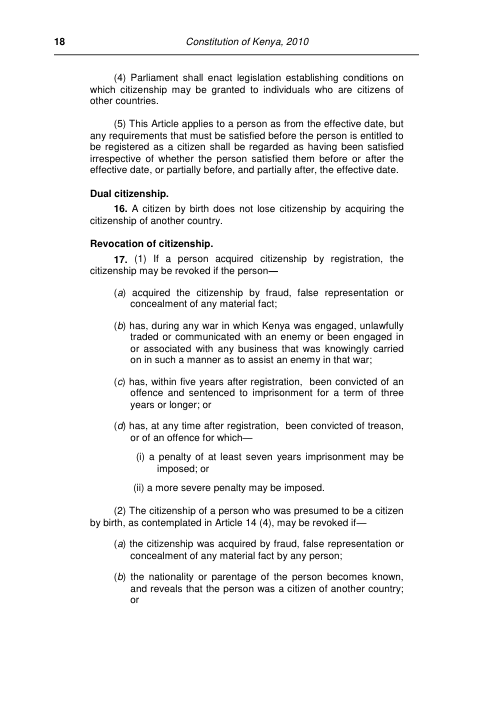 18 Constitution of Kenya, 2010
(4) Parliament shall enact legislation establishing conditions on
which citizenship may be granted to individuals who are citizens of
other countries.
(5) This Article applies to a person as from the effective date, but
any requirements that must be satisfied before the person is entitled to
be registered as a citizen shall be regarded as having been satisfied
irrespective of whether the person satisfied them before or after the
effective date, or partially before, and partially after, the effective date.
Dual citizenship.
16. A citizen by birth does not lose citizenship by acquiring the
citizenship of another country.
Revocation of citizenship.
17. (1) If a person acquired citizenship by registration, the
citizenship may be revoked if the person—
(a) acquired the citizenship by fraud, false representation or
concealment of any material fact;
(b) has, during any war in which Kenya was engaged, unlawfully
traded or communicated with an enemy or been engaged in
or associated with any business that was knowingly carried
on in such a manner as to assist an enemy in that war;
(c) has, within five years after registration, been convicted of an
offence and sentenced to imprisonment for a term of three
years or longer; or
(d) has, at any time after registration, been convicted of treason,
or of an offence for which—
(i) a penalty of at least seven years imprisonment may be
imposed; or
(ii) a more severe penalty may be imposed.
(2) The citizenship of a person who was presumed to be a citizen
by birth, as contemplated in Article 14 (4), may be revoked if—
(a) the citizenship was acquired by fraud, false representation or
concealment of any material fact by any person;
(b) the nationality or parentage of the person becomes known,
and reveals that the person was a citizen of another country;
or